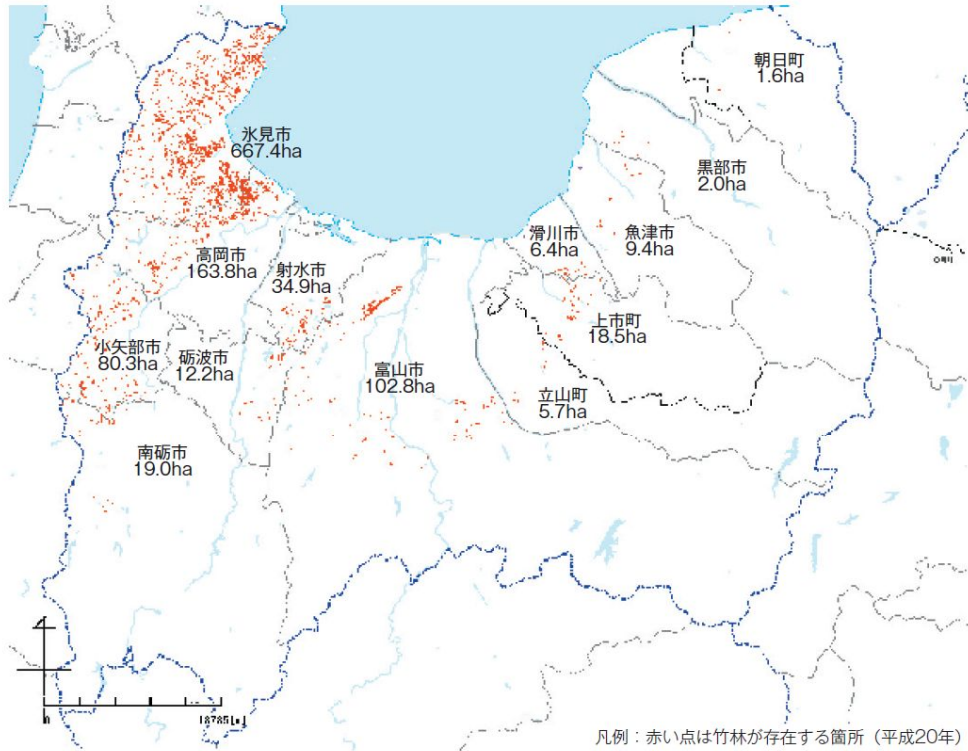 朝日町
1.6ha
氷見市
667.4ha
黒部市
2.0ha
滑川市
6.4ha
魚津市
9.4ha
高岡市
163.8ha
射水市
34.9ha
上市町
18.5ha
小矢部市
80.3ha
砺波市
12.2ha
富山市
102.8ha
立山町
5.7ha
南砺市
19.0ha
0
凡例：赤い点は竹林が存在する箇所（平成20年）